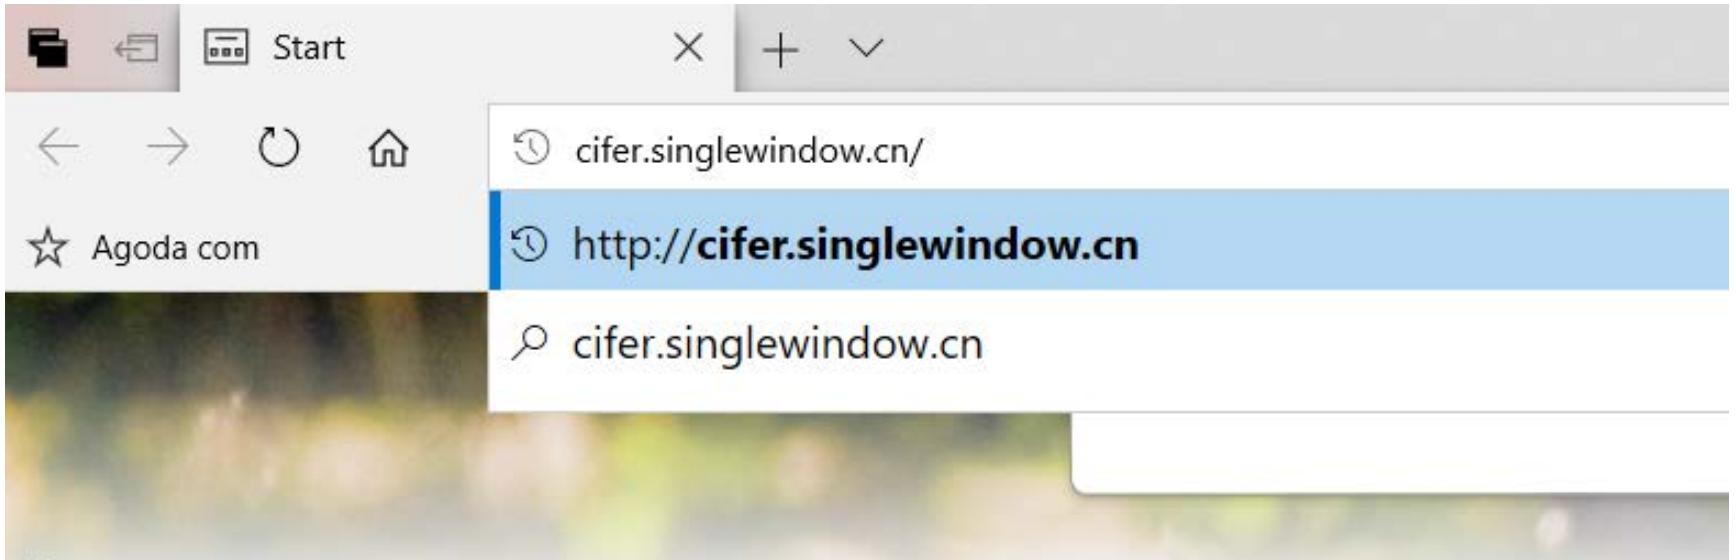 Start
cifer.singlewindow.cn/
http://cifer.singlewindow.cn
Agoda com
cifer.singlewindow.cn